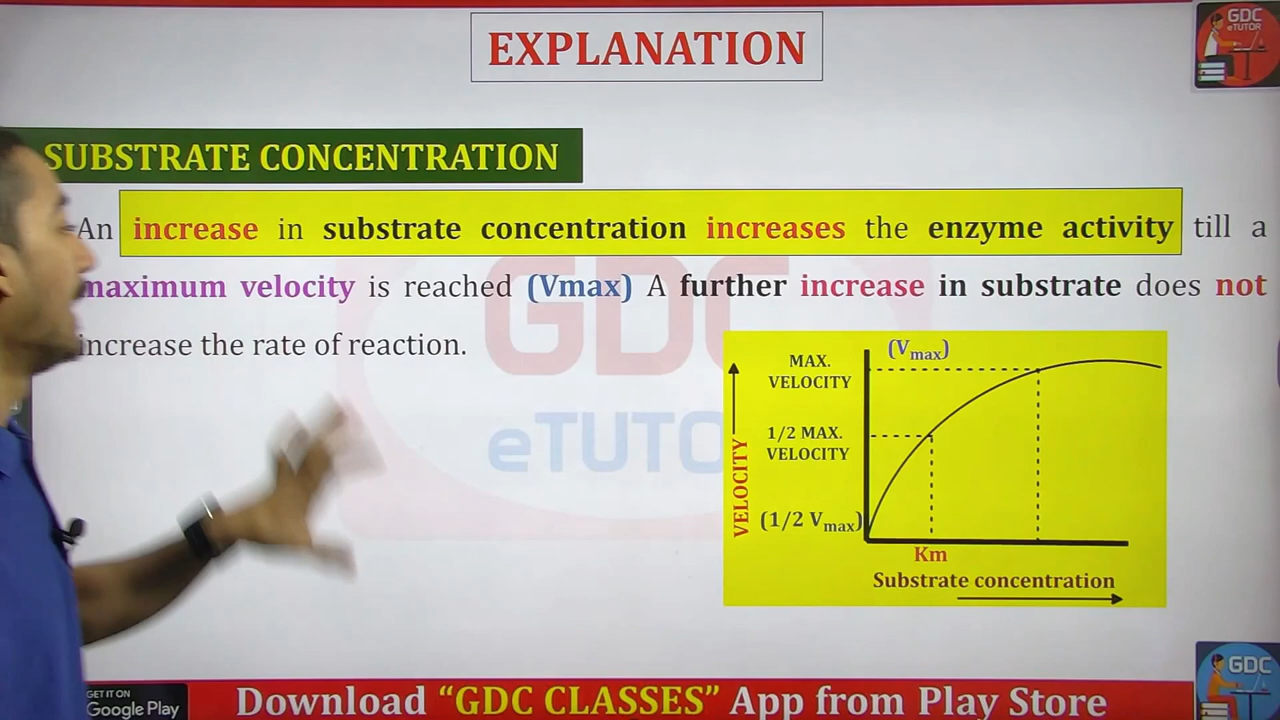 EXPLANATION
GDC
eTUTOR
SUBSTRATE CONCENTRATION
An increase in substrate concentration increases the enzyme activity till a
maximum velocity is reached (Vmax) A further increase in substrate does not
increase the rate of reaction.
GDC
eTUTO
(Vmax)
MAX.
VELOCITY
1/2 MAX.
VELOCITY
(1/2 Vmax)
VELOCITY
Km
Substrate concentration
GET IT ON
Google Play
Download “GDC CLASSES” App from Play Store
GDC